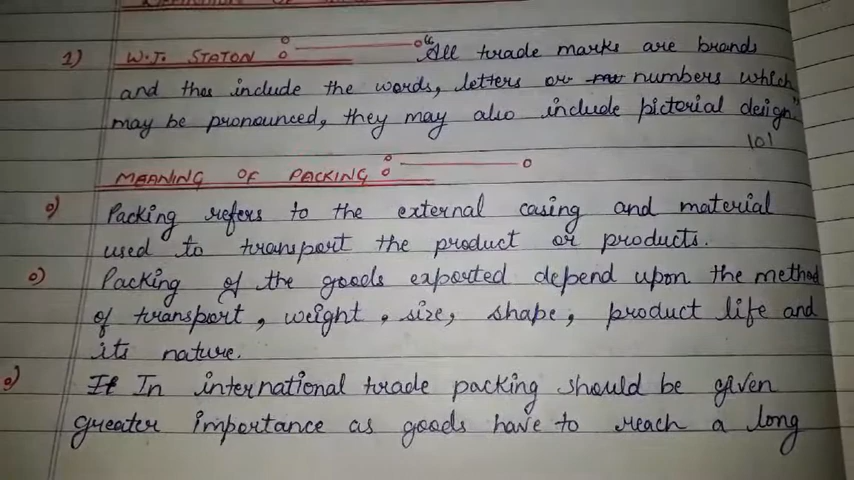 1) W.J. STATON : “All trade marks are brands
and thus include the words, letters or numbers which
may be pronounced, they may also include pictorial design”
MEANING OF PACKING :
Packing refers to the external casing and material
used to transport the product or products.
Packing of the goods exported depend upon the method
of transport, weight, size, shape, product life and
its nature.
In international trade packing should be given
greater importance as goods have to reach a long